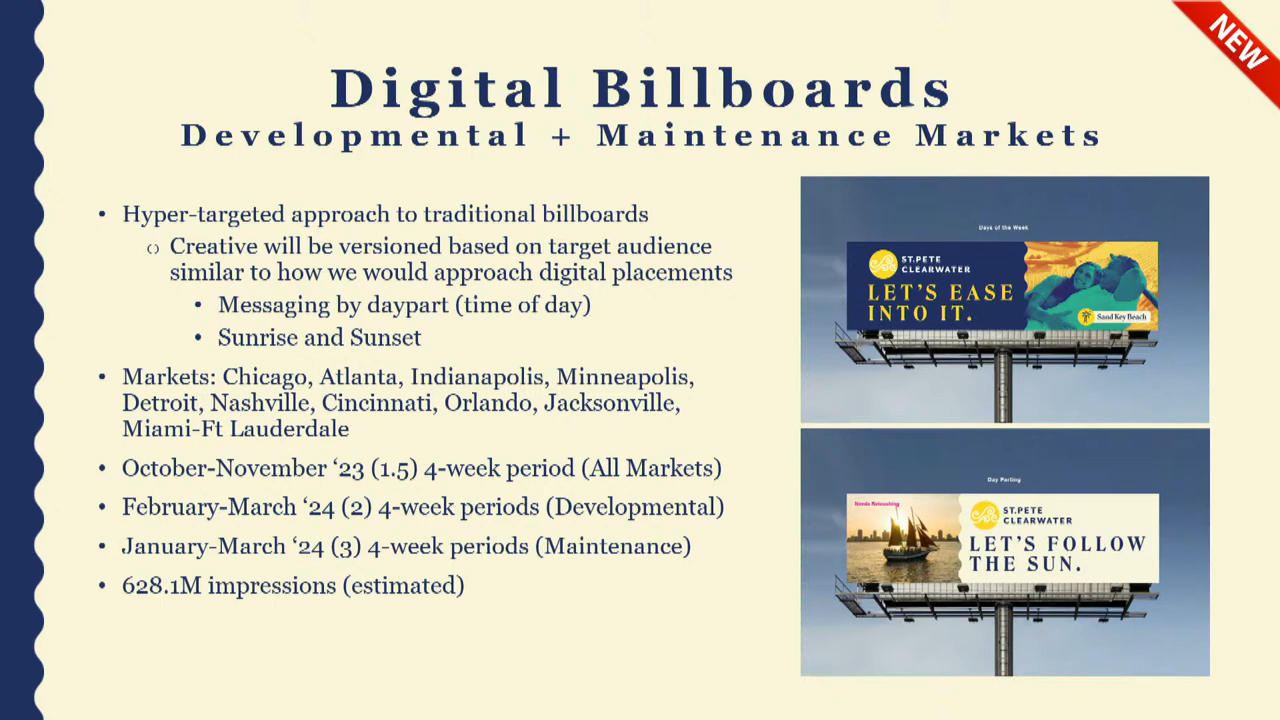 NEW
Digital Billboards
Developmental + Maintenance Markets
• Hyper-targeted approach to traditional billboards
Creative will be versioned based on target audience
similar to how we would approach digital placements
• Messaging by daypart (time of day)
• Sunrise and Sunset
• Markets: Chicago, Atlanta, Indianapolis, Minneapolis,
Detroit, Nashville, Cincinnati, Orlando, Jacksonville,
Miami-Ft Lauderdale
• October-November ‘23 (1.5) 4-week period (All Markets)
• February-March ‘24 (2) 4-week periods (Developmental)
• January-March ‘24 (3) 4-week periods (Maintenance)
• 628.1M impressions (estimated)
Days of the Week
ST.PETE
CLEARWATER
LET'S EASE
INTO IT.
Sand Key Beach
Day Parting
Needs Retouching
ST.PETE
CLEARWATER
LET'S FOLLOW
THE SUN.